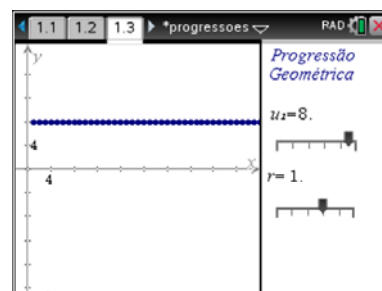 1.1 1.2 1.3 *progressoes RAD
y
Progressão
Geométrica
u₁=8.
4
x
4
r= 1.